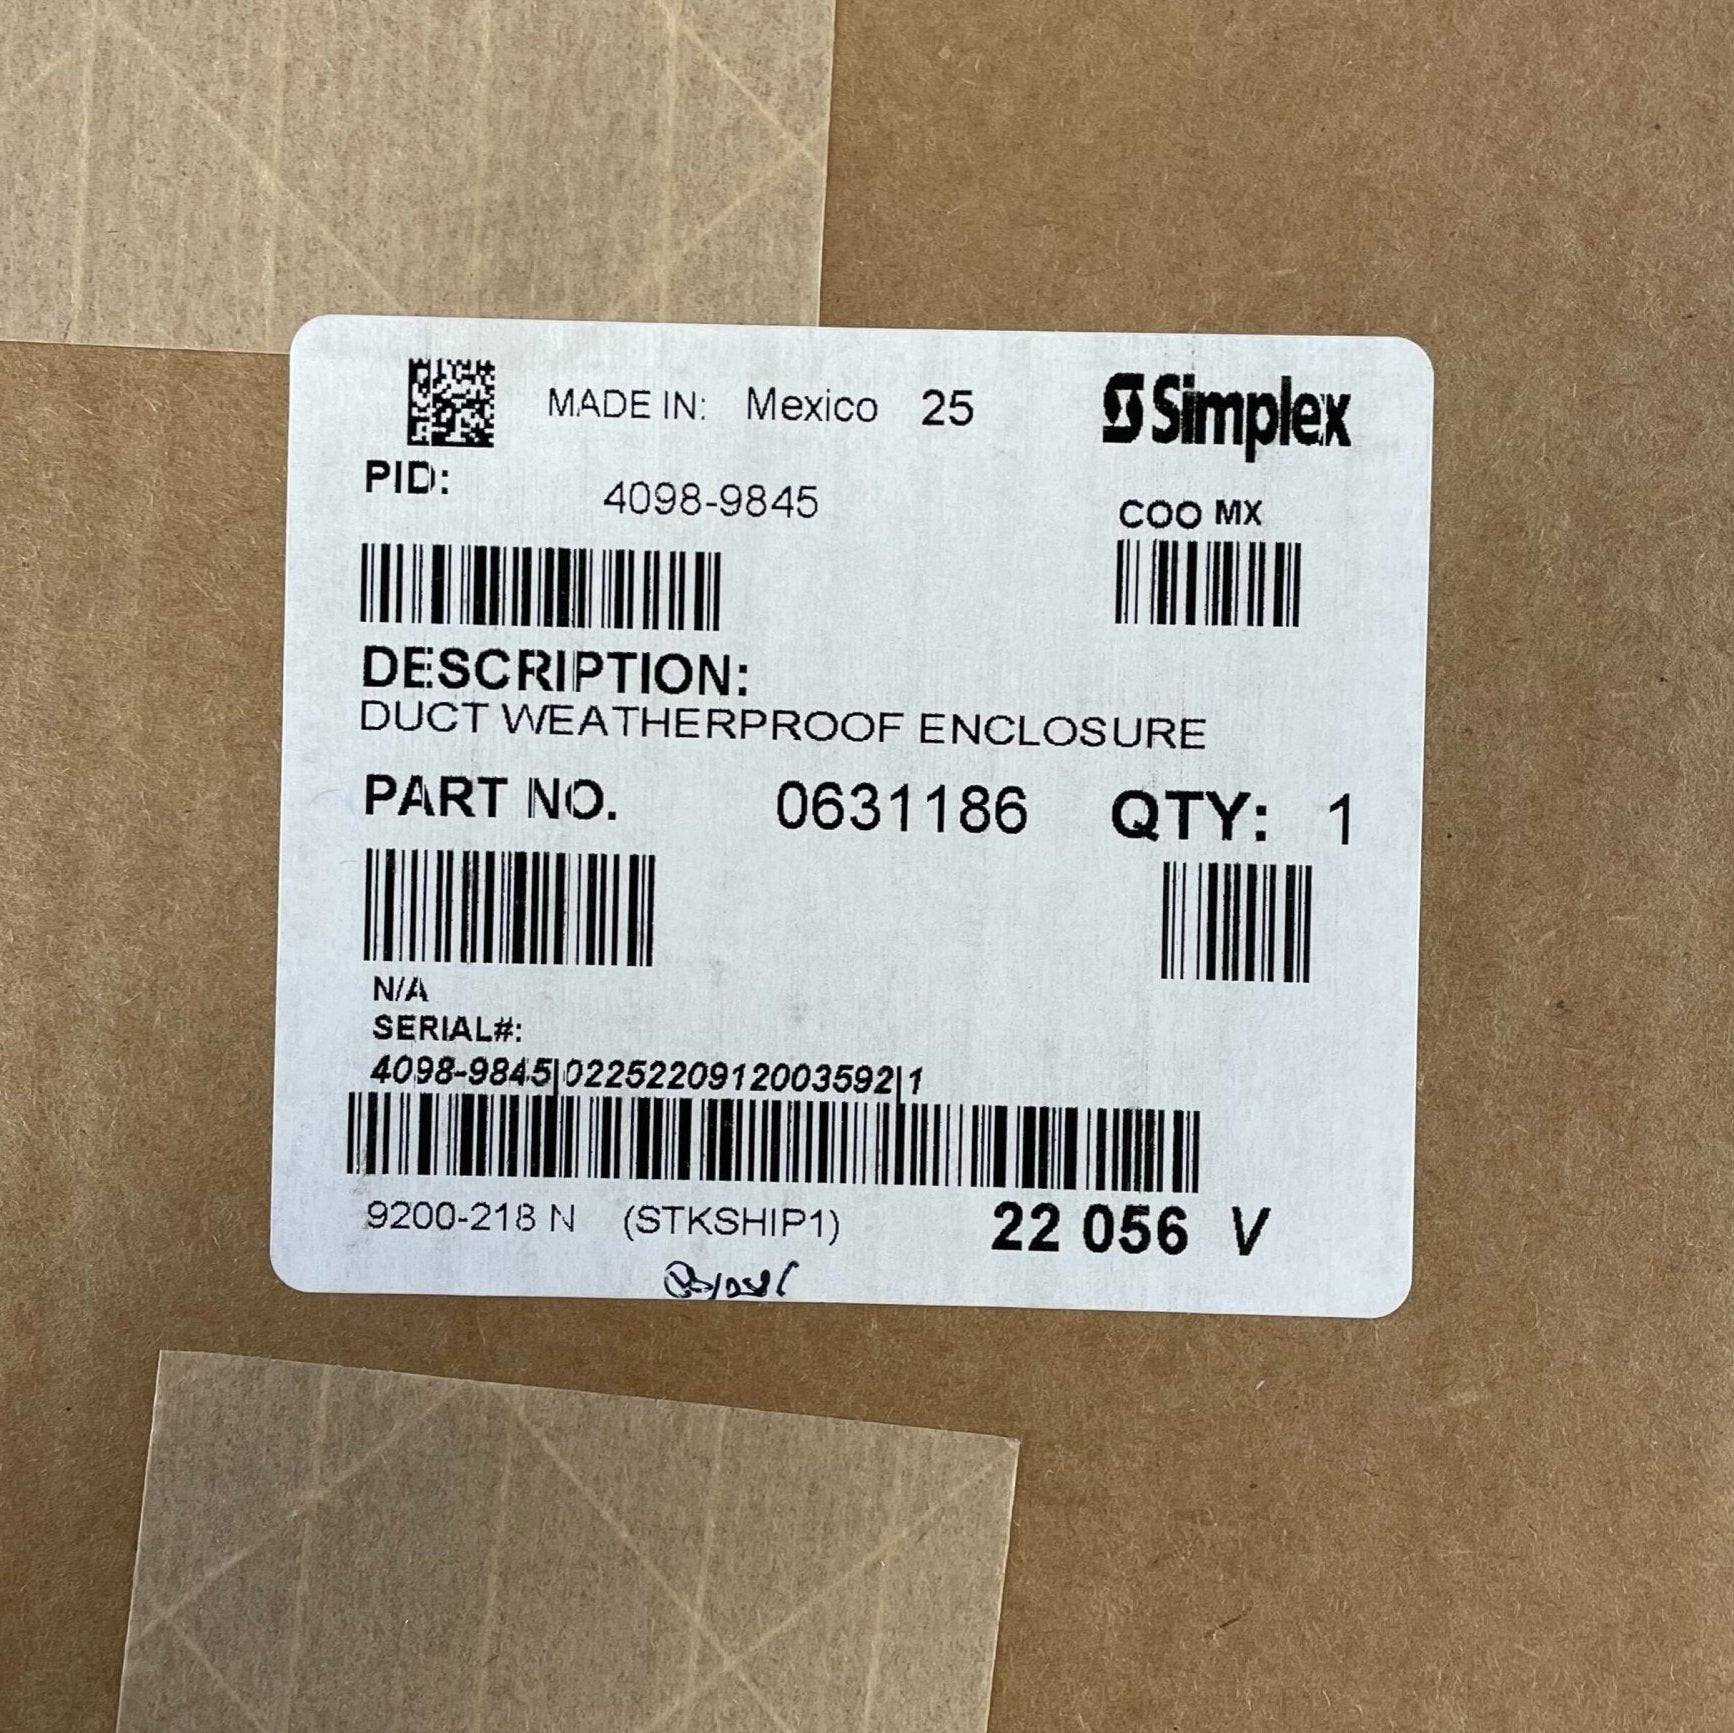 MADE IN: Mexico 25
Simplex
PID: 4098-9845
COO MX
DESCRIPTION:
DUCT WEATHERPROOF ENCLOSURE
PART NO. 0631186 QTY: 1
N/A
SERIAL#:
4098-9845|0225220912003592|1
9200-218 N (STKSHIP1) 22 056 V